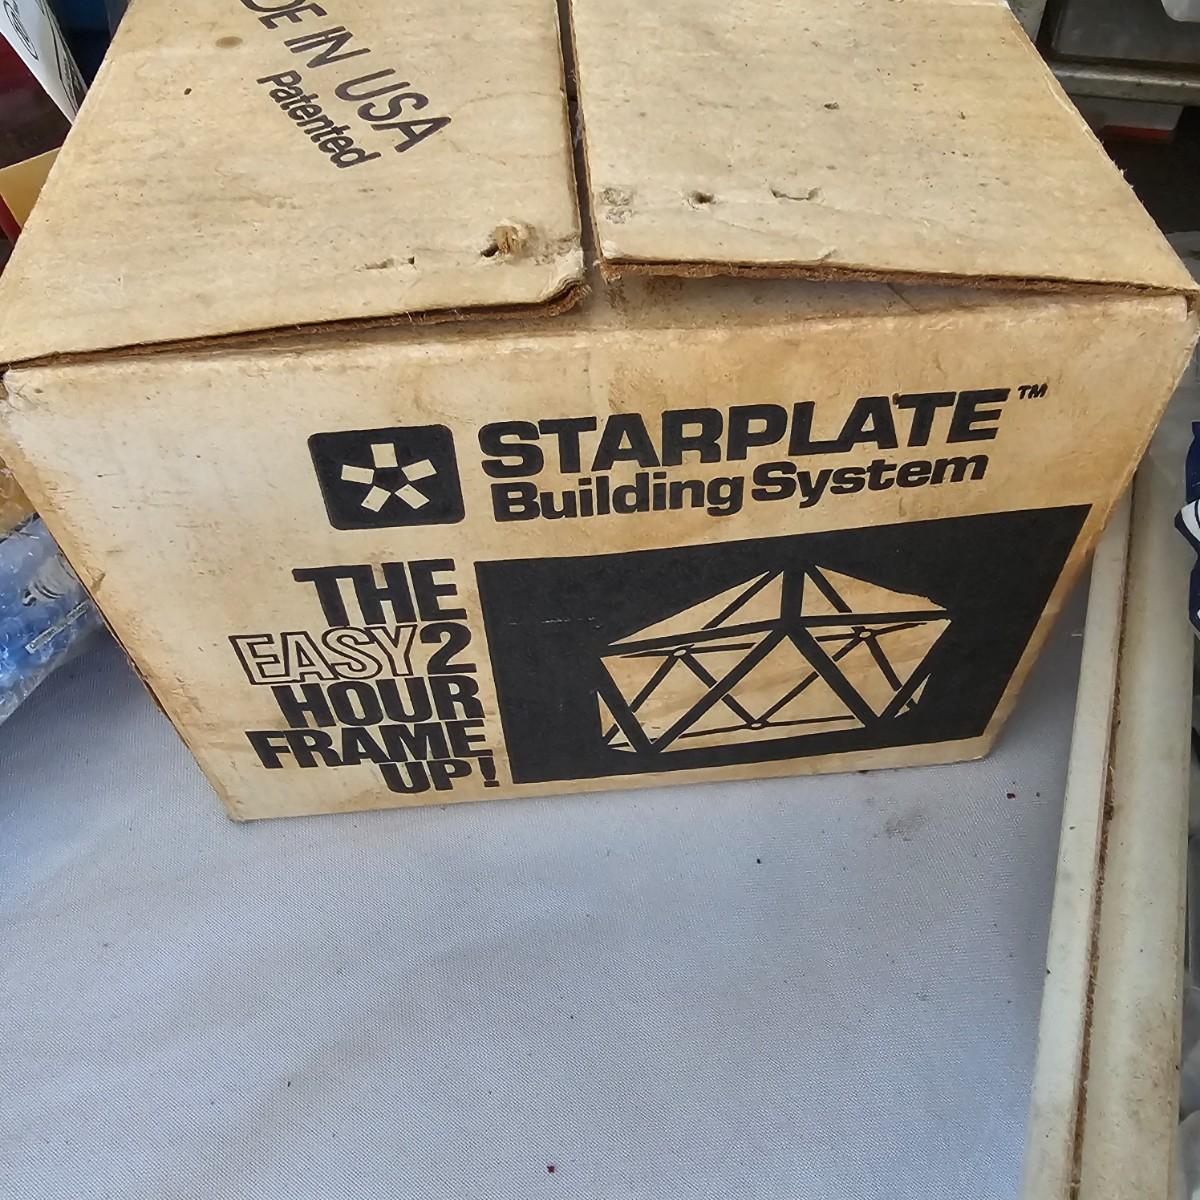 DE IN USA
Patented
STARPLATE™
Building System
THE
EASY 2
HOUR
FRAME
UP!